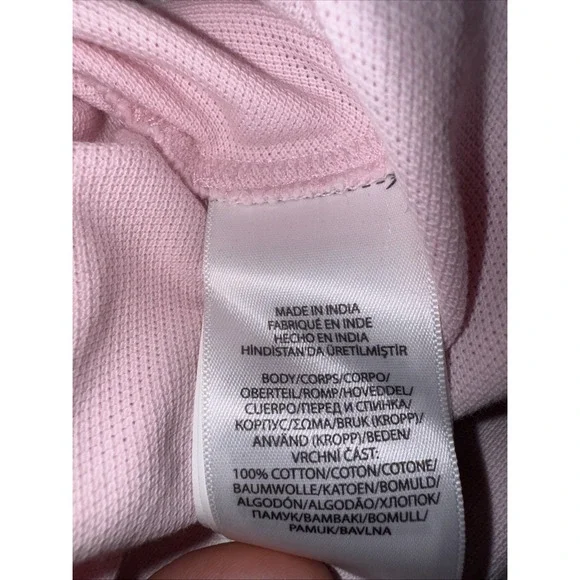 MADE IN INDIA
FABRIQUÉ EN INDE
HECHO EN INDIA
HİNDİSTAN'DA ÜRETİLMİŞTİR
BODY/CORPS/CORPO/
OBERTEIL/ROMP/HOVEDDEL/
CUERPO/ПЕРЕД И СПИНКА/
КОРПУС/ΣΩΜΑ/BRUK (KROPP)/
ANVÄND (KROPP)/BEDEN/
VRCHNÍ ČÁST:
100% COTTON/COTON/COTONE/
BAUMWOLLE/KATOEN/BOMULD/
ALGODÓN/ALGODÃO/ХЛОПОК/
ПАМУК/ΒΑΜΒΑΚΙ/BOMULL/
PAMUK/BAVLNA